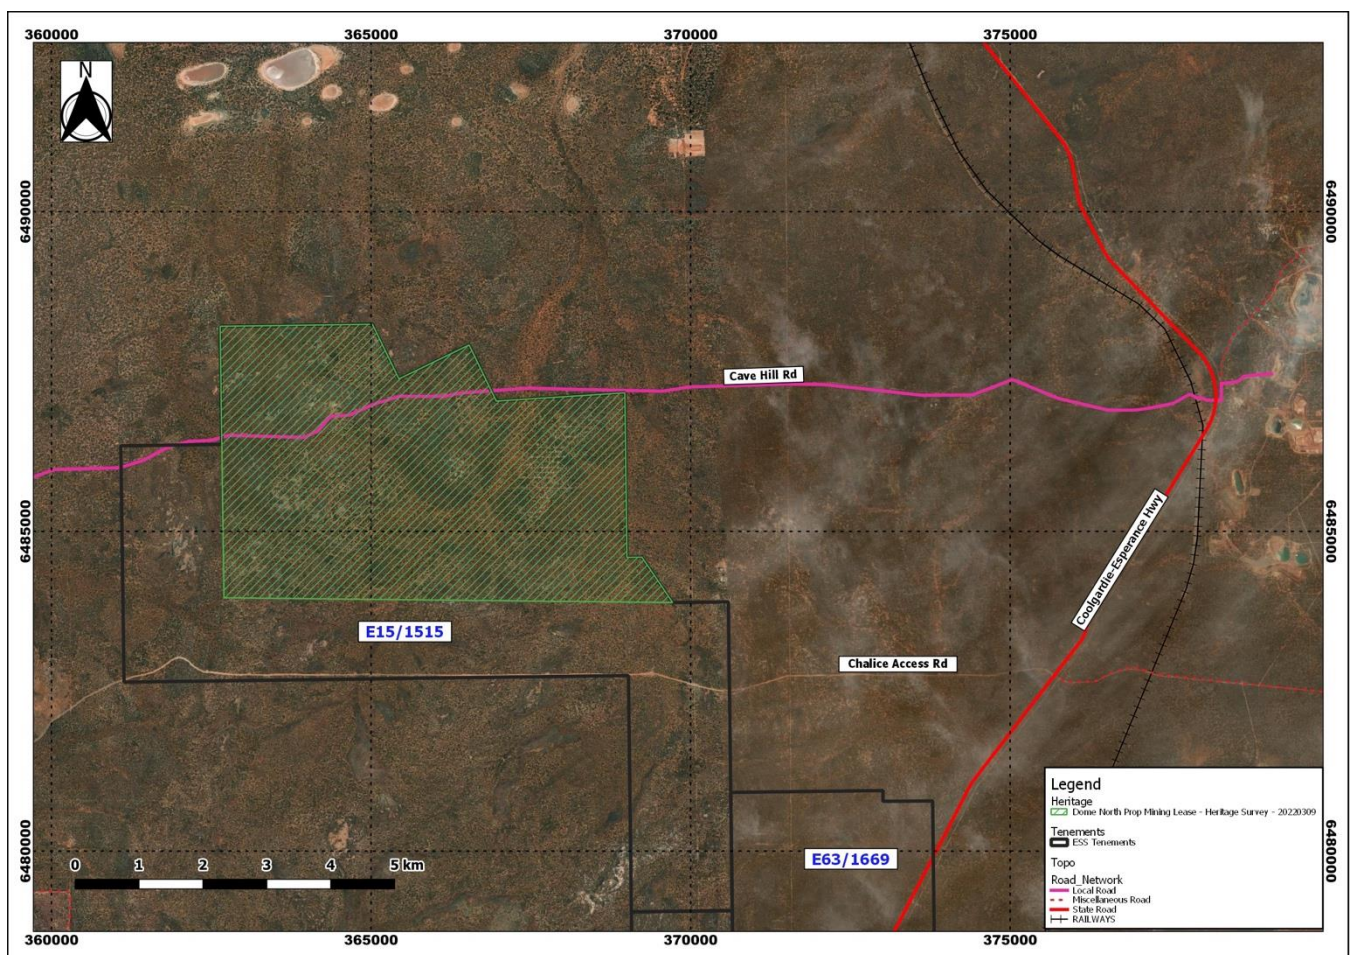 360000 365000 370000 375000
N
6490000 6490000
Cave Hill Rd
6485000 6485000
Coolgardie-Esperance Hwy
E15/1515
Chalice Access Rd
E63/1669
6480000 6480000
0 1 2 3 4 5 km
Legend
Heritage
Dome North Prop Mining Lease - Heritage Survey - 20220309
Tenements
ESS Tenements
Topo
Road_Network
Local Road
Miscellaneous Road
State Road
RAILWAYS
360000 365000 370000 375000